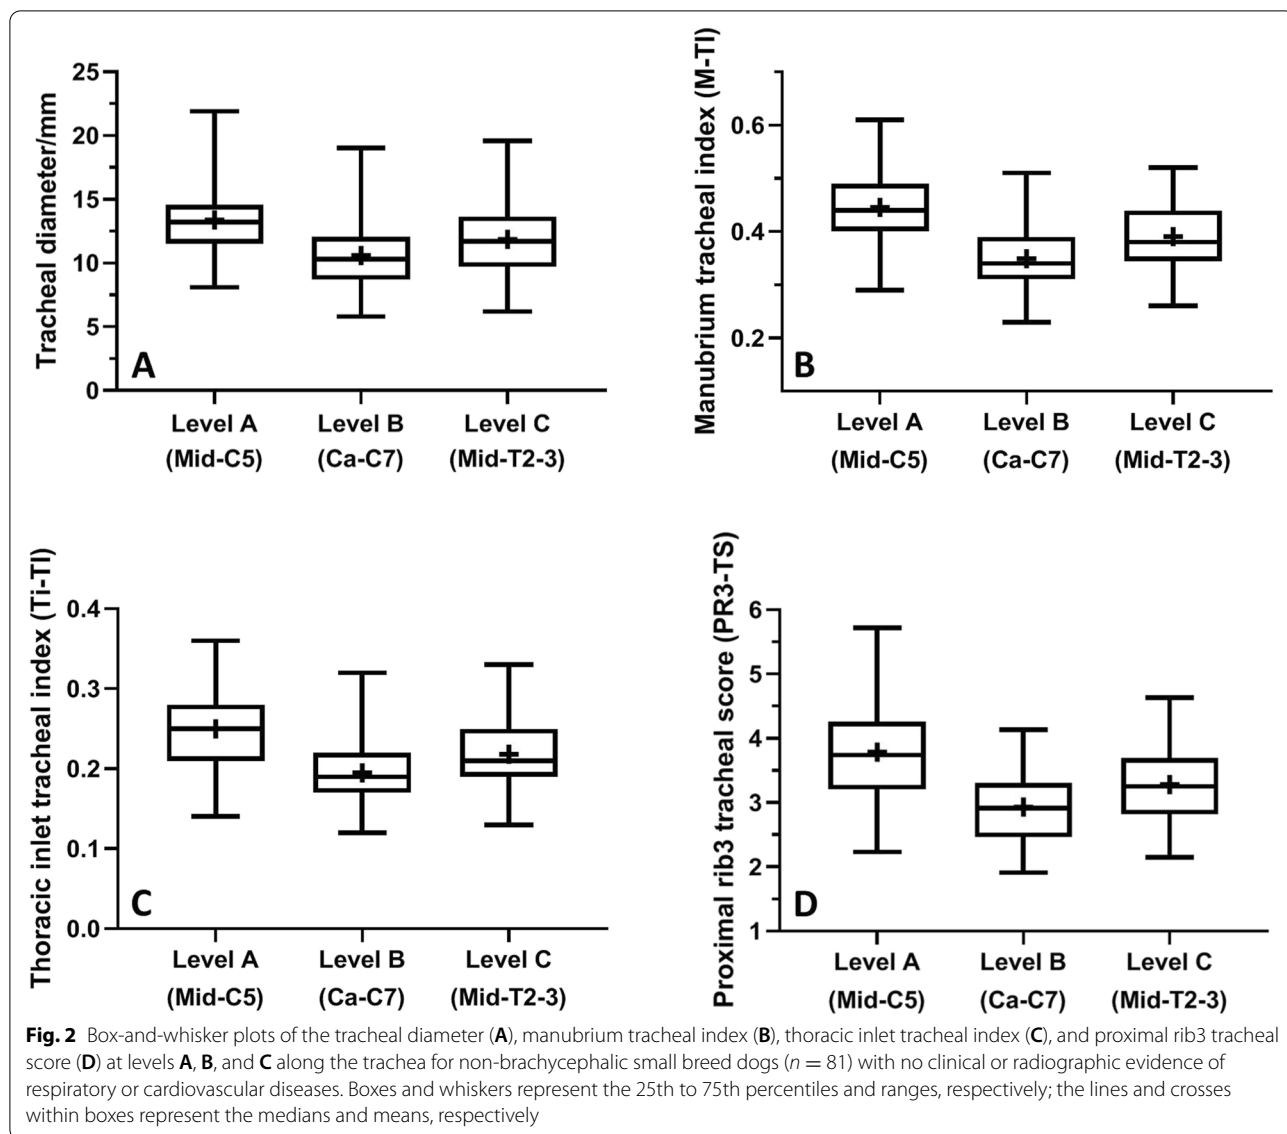 Tracheal diameter/mm
25
20
15
10
5
0
A
Level A
(Mid-C5)
Level B
(Ca-C7)
Level C
(Mid-T2-3)
Manubrium tracheal index (M-TI)
0.6
0.4
0.2
B
Level A
(Mid-C5)
Level B
(Ca-C7)
Level C
(Mid-T2-3)
Thoracic inlet tracheal index (Ti-TI)
0.4
0.3
0.2
0.1
0.0
C
Level A
(Mid-C5)
Level B
(Ca-C7)
Level C
(Mid-T2-3)
Proximal rib3 tracheal score (PR3-TS)
6
5
4
3
2
1
D
Level A
(Mid-C5)
Level B
(Ca-C7)
Level C
(Mid-T2-3)
Fig. 2 Box-and-whisker plots of the tracheal diameter (A), manubrium tracheal index (B), thoracic inlet tracheal index (C), and proximal rib3 tracheal
score (D) at levels A, B, and C along the trachea for non-brachycephalic small breed dogs (n = 81) with no clinical or radiographic evidence of
respiratory or cardiovascular diseases. Boxes and whiskers represent the 25th to 75th percentiles and ranges, respectively; the lines and crosses
within boxes represent the medians and means, respectively